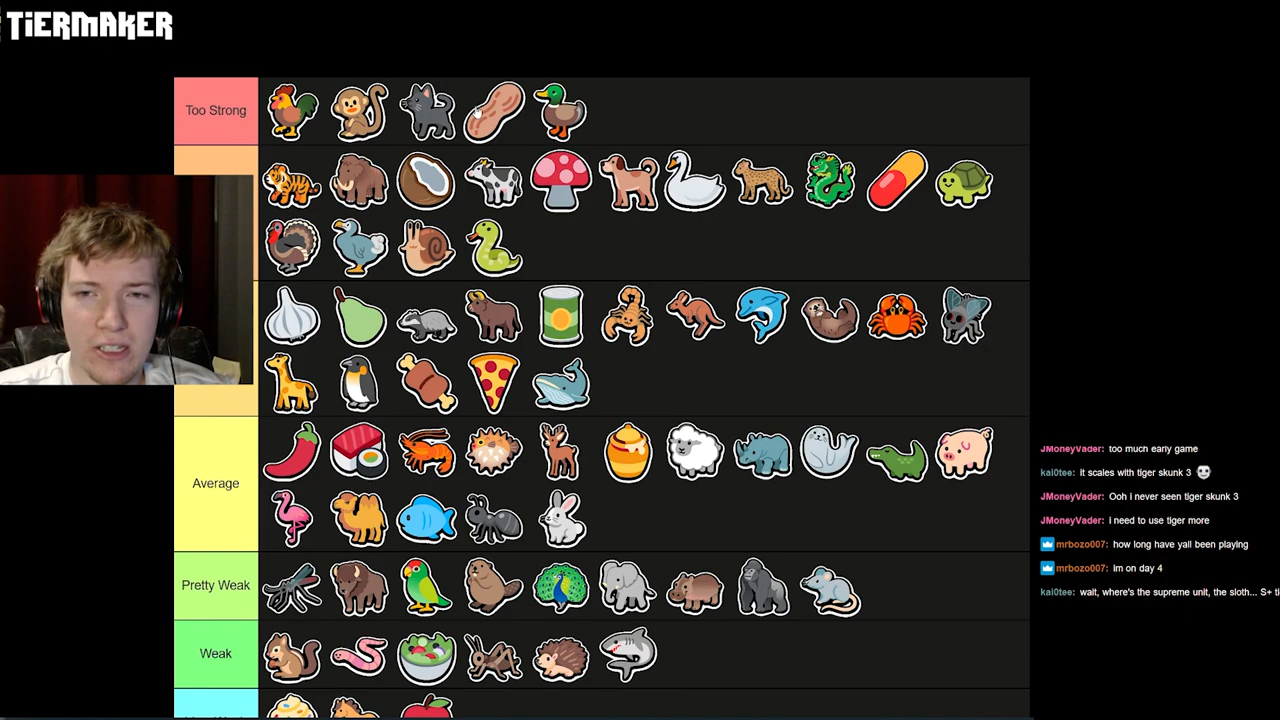 TiERMAKER
Too Strong
Average
Pretty Weak
Weak
JMoneyVader: too much earty game
kai0tee: it scales with tiger skunk 3
JMoneyVader: Ooh i never seen tiger skunk 3
JMoneyVader: I need to use tiger more
mrbozo007: how long have yall been playing
mrbozo007: Im on day 4
kai0tee: wait, where's the supreme unit, the sloth... S+